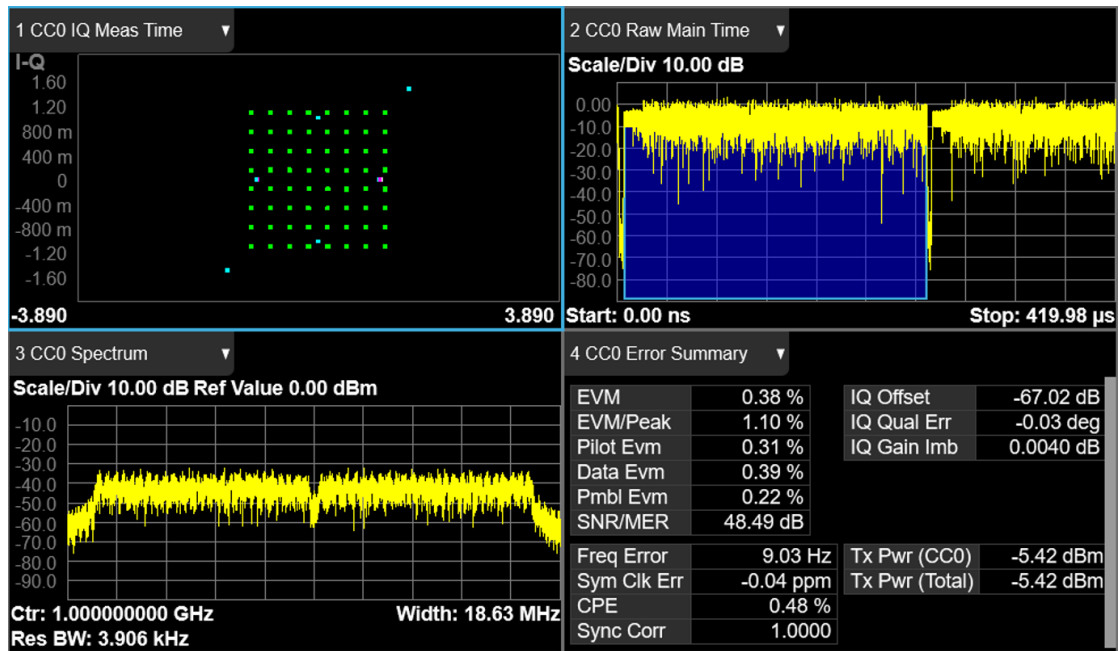 1 CC0 IQ Meas Time ▼
I-Q
1.60
1.20
800 m
400 m
0
-400 m
-800 m
-1.20
-1.60
-3.890 3.890
2 CC0 Raw Main Time ▼
Scale/Div 10.00 dB
0.00
-10.0
-20.0
-30.0
-40.0
-50.0
-60.0
-70.0
-80.0
Start: 0.00 ns Stop: 419.98 µs
3 CC0 Spectrum ▼
Scale/Div 10.00 dB Ref Value 0.00 dBm
-10.0
-20.0
-30.0
-40.0
-50.0
-60.0
-70.0
-80.0
-90.0
Ctr: 1.000000000 GHz Width: 18.63 MHz
Res BW: 3.906 kHz
4 CC0 Error Summary ▼
EVM 0.38 % IQ Offset -67.02 dB
EVM/Peak 1.10 % IQ Qual Err -0.03 deg
Pilot Evm 0.31 % IQ Gain Imb 0.0040 dB
Data Evm 0.39 %
Pmbl Evm 0.22 %
SNR/MER 48.49 dB
Freq Error 9.03 Hz Tx Pwr (CC0) -5.42 dBm
Sym Clk Err -0.04 ppm Tx Pwr (Total) -5.42 dBm
CPE 0.48 %
Sync Corr 1.0000